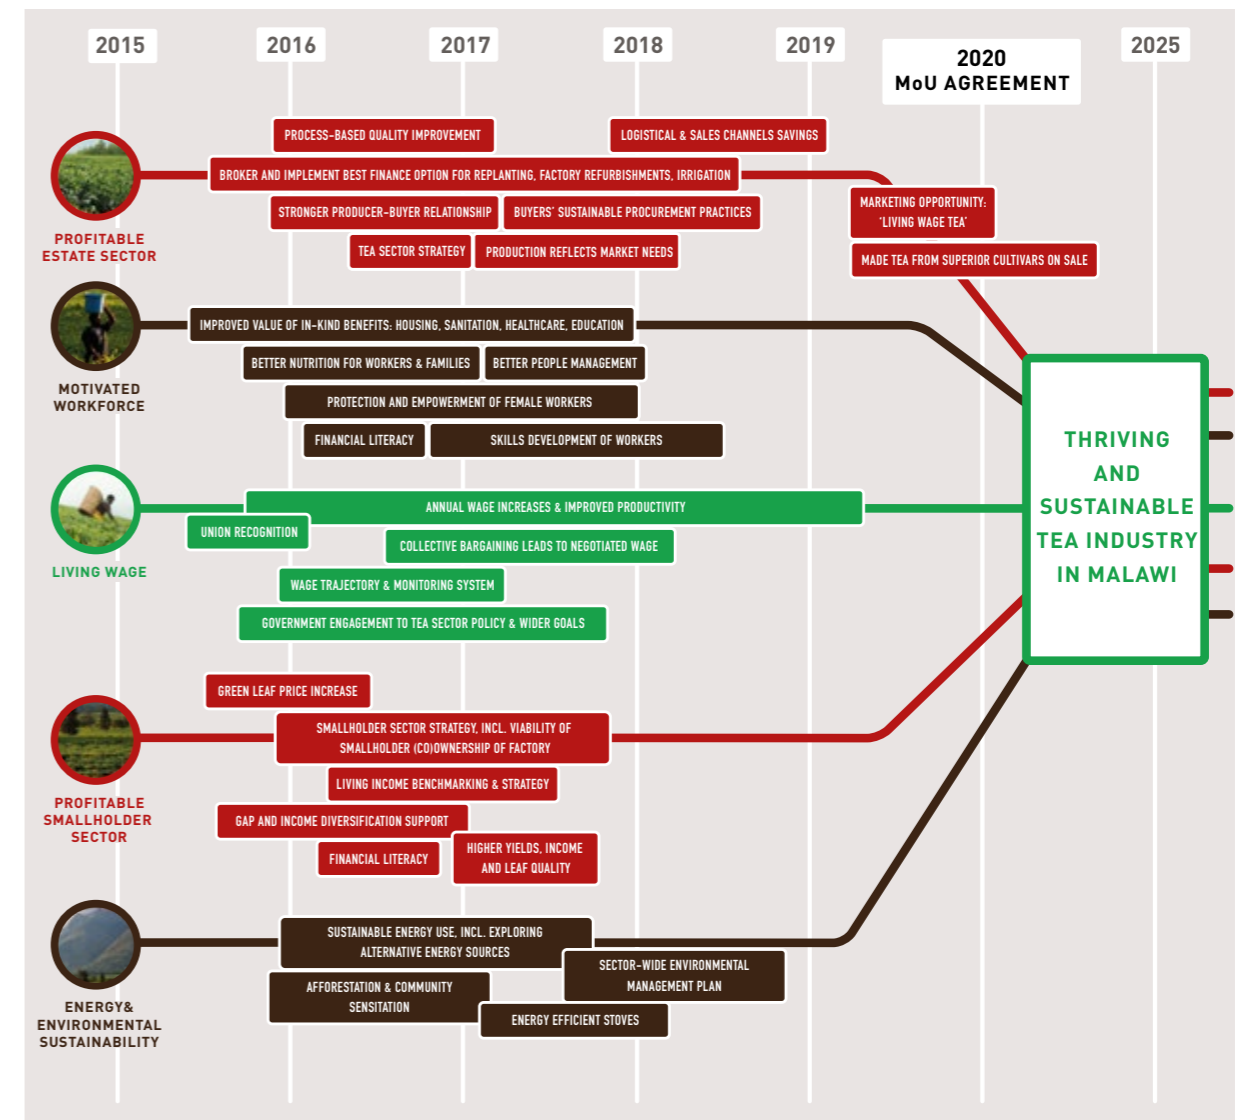 2015
2016
2017
2018
2019
2020
MoU AGREEMENT
2025
PROCESS-BASED QUALITY IMPROVEMENT
LOGISTICAL & SALES CHANNELS SAVINGS
BROKER AND IMPLEMENT BEST FINANCE OPTION FOR REPLANTING, FACTORY REFURBISHMENTS, IRRIGATION
STRONGER PRODUCER-BUYER RELATIONSHIP
BUYERS' SUSTAINABLE PROCUREMENT PRACTICES
MARKETING OPPORTUNITY:
'LIVING WAGE TEA'
PROFITABLE
ESTATE SECTOR
TEA SECTOR STRATEGY
PRODUCTION REFLECTS MARKET NEEDS
MADE TEA FROM SUPERIOR CULTIVARS ON SALE
IMPROVED VALUE OF IN-KIND BENEFITS: HOUSING, SANITATION, HEALTHCARE, EDUCATION
BETTER NUTRITION FOR WORKERS & FAMILIES
BETTER PEOPLE MANAGEMENT
MOTIVATED
WORKFORCE
PROTECTION AND EMPOWERMENT OF FEMALE WORKERS
FINANCIAL LITERACY
SKILLS DEVELOPMENT OF WORKERS
THRIVING
AND
SUSTAINABLE
TEA INDUSTRY
IN MALAWI
ANNUAL WAGE INCREASES & IMPROVED PRODUCTIVITY
UNION RECOGNITION
COLLECTIVE BARGAINING LEADS TO NEGOTIATED WAGE
LIVING WAGE
WAGE TRAJECTORY & MONITORING SYSTEM
GOVERNMENT ENGAGEMENT TO TEA SECTOR POLICY & WIDER GOALS
GREEN LEAF PRICE INCREASE
SMALLHOLDER SECTOR STRATEGY, INCL. VIABILITY OF
SMALLHOLDER (CO)OWNERSHIP OF FACTORY
LIVING INCOME BENCHMARKING & STRATEGY
PROFITABLE
SMALLHOLDER
SECTOR
GAP AND INCOME DIVERSIFICATION SUPPORT
FINANCIAL LITERACY
HIGHER YIELDS, INCOME
AND LEAF QUALITY
SUSTAINABLE ENERGY USE, INCL. EXPLORING
ALTERNATIVE ENERGY SOURCES
SECTOR-WIDE ENVIRONMENTAL
MANAGEMENT PLAN
AFFORESTATION & COMMUNITY
SENSITATION
ENERGY EFFICIENT STOVES
ENERGY&
ENVIRONMENTAL
SUSTAINABILITY